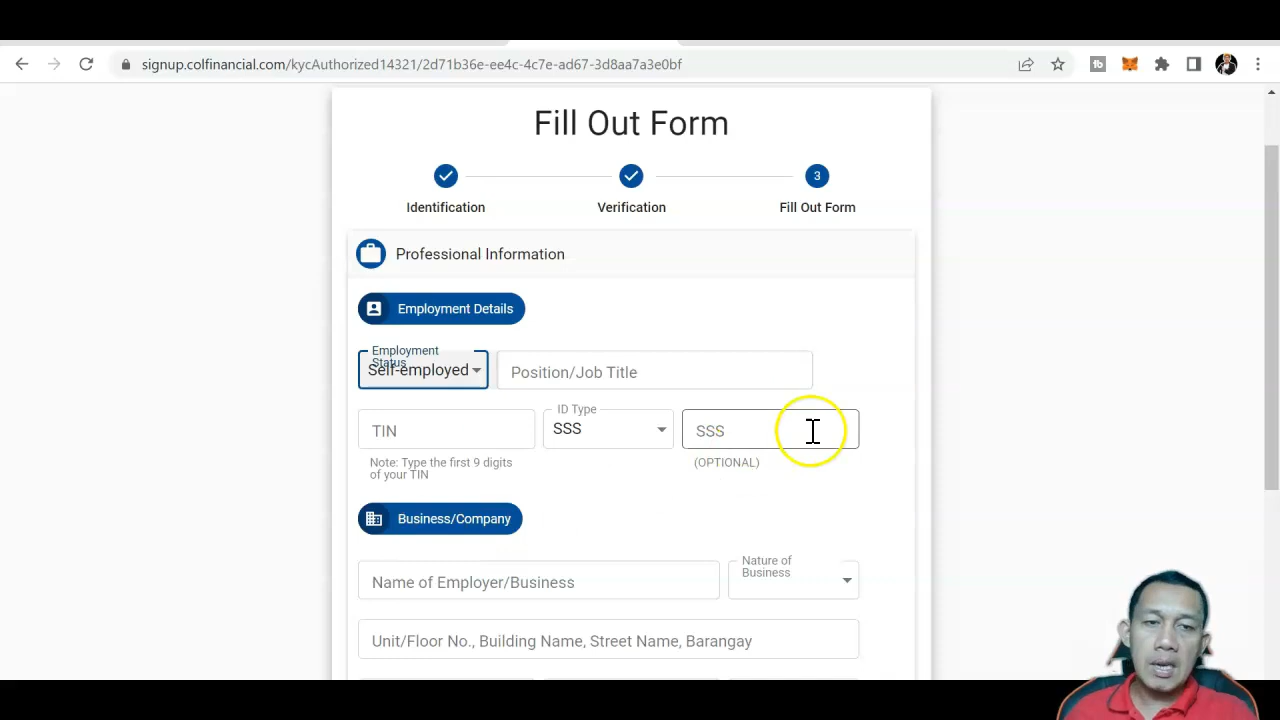 signup.colfinancial.com/kycAuthorized14321/2d71b36e-ee4c-4c7e-ad67-3d8aa7a3e0bf
tb
Fill Out Form
3
Identification
Verification
Fill Out Form
Professional Information
Employment Details
Employment
Status
Self-employed
Position/Job Title
TIN
ID Type
SSS
SSS
Note: Type the first 9 digits
of your TIN
(OPTIONAL)
Business/Company
Name of Employer/Business
Nature of
Business
Unit/Floor No., Building Name, Street Name, Barangay